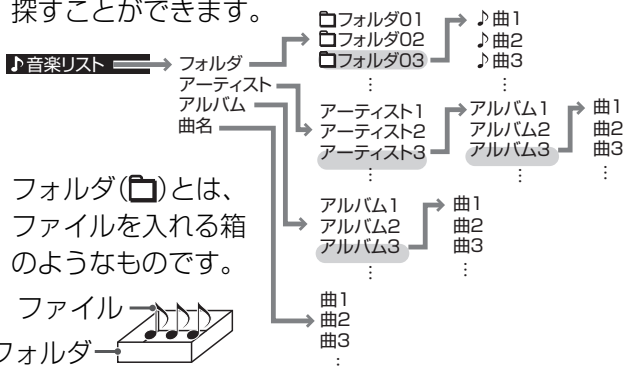 探すことができます。
♪音楽リスト
フォルダ
アーティスト
アルバム
曲名
フォルダ01
フォルダ02
フォルダ03
⋮
♪曲1
♪曲2
♪曲3
⋮
アーティスト1
アーティスト2
アーティスト3
⋮
アルバム1
アルバム2
アルバム3
⋮
曲1
曲2
曲3
⋮
アルバム1
アルバム2
アルバム3
⋮
曲1
曲2
曲3
⋮
曲1
曲2
曲3
⋮
フォルダ()とは、
ファイルを入れる箱
のようなものです。
ファイル
フォルダ